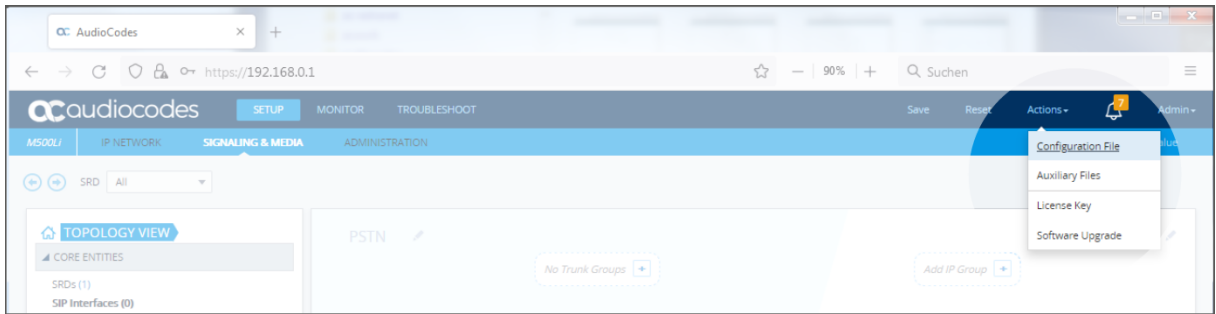 AudioCodes
https://192.168.0.1
90%
Suchen
audiocodes SETUP MONITOR TROUBLESHOOT Save Reset Actions 7 Admin
M500Li IP NETWORK SIGNALING & MEDIA ADMINISTRATION alue
SRD All
Configuration File
Auxiliary Files
License Key
Software Upgrade
TOPOLOGY VIEW
CORE ENTITIES
SRDs (1)
SIP Interfaces (0)
PSTN
No Trunk Groups
Add IP Group